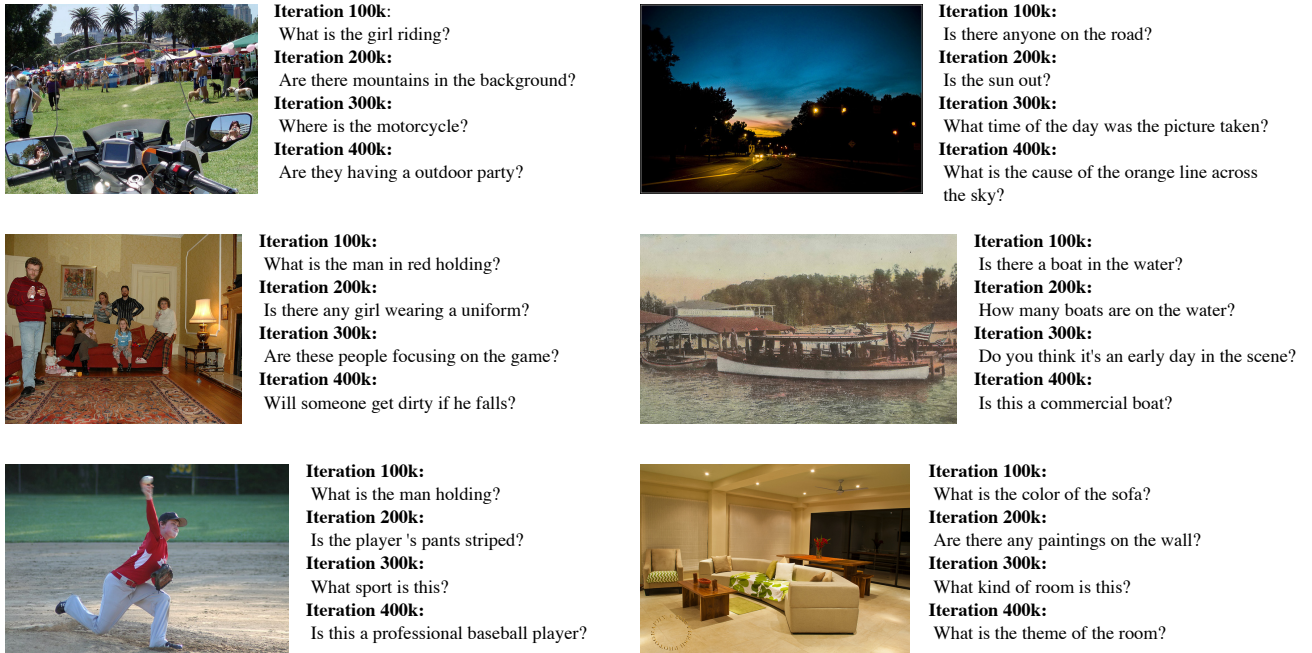 Iteration 100k:
What is the girl riding?
Iteration 200k:
Are there mountains in the background?
Iteration 300k:
Where is the motorcycle?
Iteration 400k:
Are they having a outdoor party?
Iteration 100k:
Is there anyone on the road?
Iteration 200k:
Is the sun out?
Iteration 300k:
What time of the day was the picture taken?
Iteration 400k:
What is the cause of the orange line across
the sky?
Iteration 100k:
What is the man in red holding?
Iteration 200k:
Is there any girl wearing a uniform?
Iteration 300k:
Are these people focusing on the game?
Iteration 400k:
Will someone get dirty if he falls?
Iteration 100k:
Is there a boat in the water?
Iteration 200k:
How many boats are on the water?
Iteration 300k:
Do you think it's an early day in the scene?
Iteration 400k:
Is this a commercial boat?
Iteration 100k:
What is the man holding?
Iteration 200k:
Is the player 's pants striped?
Iteration 300k:
What sport is this?
Iteration 400k:
Is this a professional baseball player?
Iteration 100k:
What is the color of the sofa?
Iteration 200k:
Are there any paintings on the wall?
Iteration 300k:
What kind of room is this?
Iteration 400k:
What is the theme of the room?